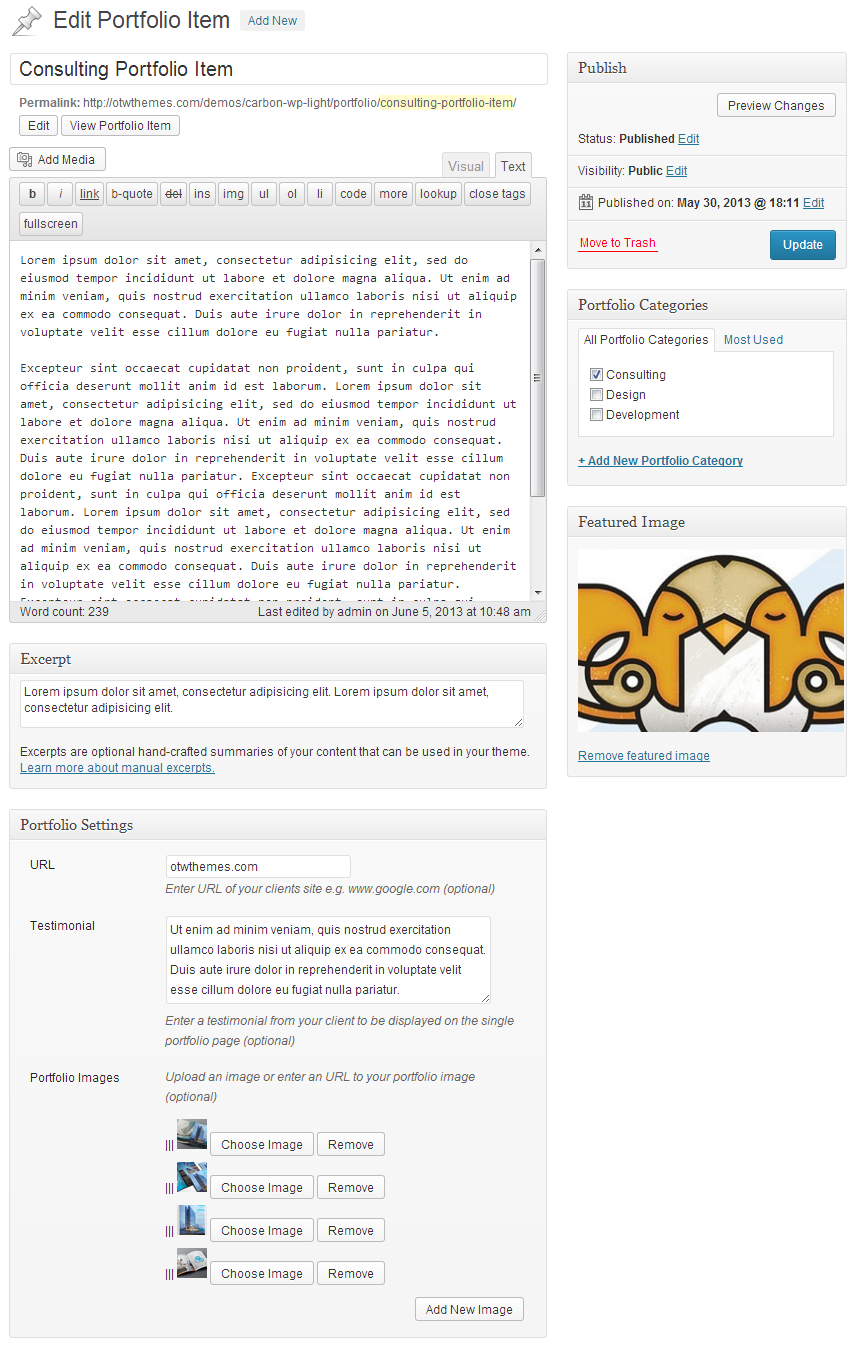 Edit Portfolio Item Add New
Consulting Portfolio Item
Permalink: http://otwthemes.com/demos/carbon-wp-light/portfolio/consulting-portfolio-item/
Edit View Portfolio Item
Add Media
Visual Text
b i link b-quote del ins img ul ol li code more lookup close tags
fullscreen
Lorem ipsum dolor sit amet, consectetur adipisicing elit, sed do
eiusmod tempor incididunt ut labore et dolore magna aliqua. Ut enim ad
minim veniam, quis nostrud exercitation ullamco laboris nisi ut aliquip
ex ea commodo consequat. Duis aute irure dolor in reprehenderit in
voluptate velit esse cillum dolore eu fugiat nulla pariatur.
Excepteur sint occaecat cupidatat non proident, sunt in culpa qui
officia deserunt mollit anim id est laborum. Lorem ipsum dolor sit
amet, consectetur adipisicing elit, sed do eiusmod tempor incididunt ut
labore et dolore magna aliqua. Ut enim ad minim veniam, quis nostrud
exercitation ullamco laboris nisi ut aliquip ex ea commodo consequat.
Duis aute irure dolor in reprehenderit in voluptate velit esse cillum
dolore eu fugiat nulla pariatur. Excepteur sint occaecat cupidatat non
proident, sunt in culpa qui officia deserunt mollit anim id est
laborum. Lorem ipsum dolor sit amet, consectetur adipisicing elit, sed
do eiusmod tempor incididunt ut labore et dolore magna aliqua. Ut enim
ad minim veniam, quis nostrud exercitation ullamco laboris nisi ut
aliquip ex ea commodo consequat. Duis aute irure dolor in reprehenderit
in voluptate velit esse cillum dolore eu fugiat nulla pariatur.
Excepteur sint occaecat cupidatat non proident, sunt in culpa qui
Word count: 239 Last edited by admin on June 5, 2013 at 10:48 am
Excerpt
Lorem ipsum dolor sit amet, consectetur adipisicing elit. Lorem ipsum dolor sit amet,
consectetur adipisicing elit.
Excerpts are optional hand-crafted summaries of your content that can be used in your theme.
Learn more about manual excerpts.
Portfolio Settings
URL
otwthemes.com
Enter URL of your clients site e.g. www.google.com (optional)
Testimonial
Ut enim ad minim veniam, quis nostrud exercitation
ullamco laboris nisi ut aliquip ex ea commodo consequat.
Duis aute irure dolor in reprehenderit in voluptate velit
esse cillum dolore eu fugiat nulla pariatur.
Enter a testimonial from your client to be displayed on the single
portfolio page (optional)
Portfolio Images
Upload an image or enter an URL to your portfolio image
(optional)
||| Choose Image Remove
||| Choose Image Remove
||| Choose Image Remove
||| Choose Image Remove
Add New Image
Publish
Preview Changes
Status: Published Edit
Visibility: Public Edit
11 Published on: May 30, 2013 @ 18:11 Edit
Move to Trash Update
Portfolio Categories
All Portfolio Categories Most Used
Consulting
Design
Development
+ Add New Portfolio Category
Featured Image
Remove featured image